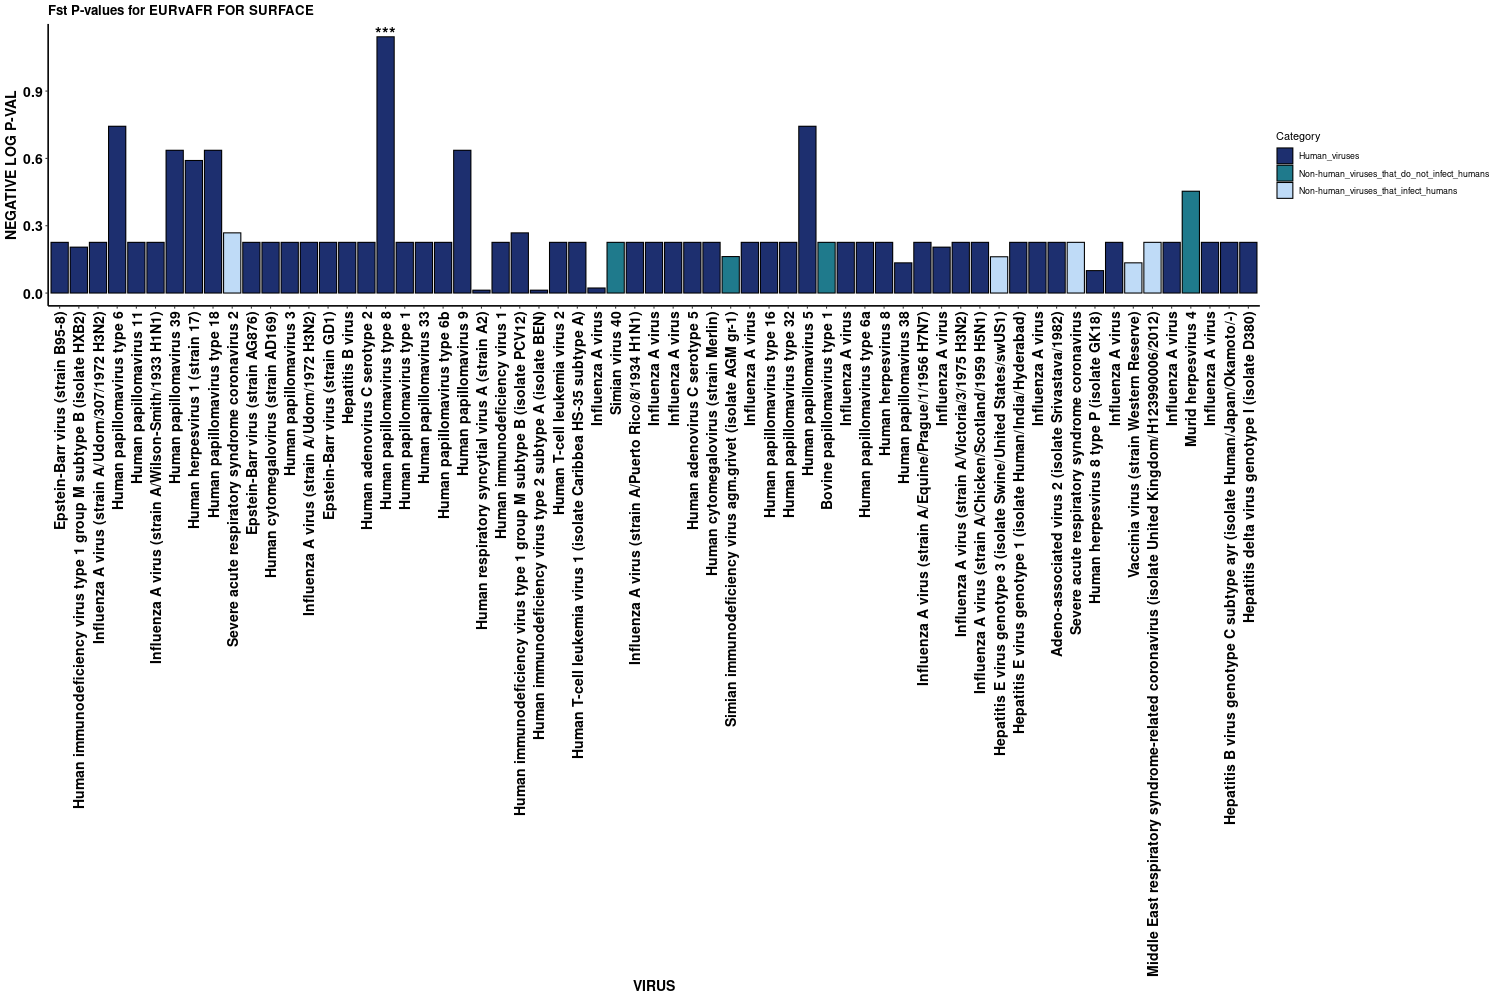 Fst P-values for EURvAFR FOR SURFACE
***
NEGATIVE LOG P-VAL
0.9
0.6
0.3
0.0
Category
Human_viruses
Non-human_viruses_that_do_not_infect_humans
Non-human_viruses_that_infect_humans
Epstein-Barr virus (strain B95-8)
Human immunodeficiency virus type 1 group M subtype B (isolate HXB2)
Influenza A virus (strain A/Udorn/307/1972 H3N2)
Human papillomavirus type 6
Human papillomavirus 11
Influenza A virus (strain A/Wilson-Smith/1933 H1N1)
Human papillomavirus 39
Human herpesvirus 1 (strain 17)
Human papillomavirus type 18
Severe acute respiratory syndrome coronavirus 2
Epstein-Barr virus (strain AG876)
Human cytomegalovirus (strain AD169)
Human papillomavirus 3
Influenza A virus (strain A/Udorn/1972 H3N2)
Epstein-Barr virus (strain GD1)
Hepatitis B virus
Human adenovirus C serotype 2
Human papillomavirus type 8
Human papillomavirus type 1
Human papillomavirus 33
Human papillomavirus type 6b
Human papillomavirus 9
Human respiratory syncytial virus A (strain A2)
Human immunodeficiency virus 1
Human immunodeficiency virus type 1 group M subtype B (isolate PCV12)
Human immunodeficiency virus type 2 subtype A (isolate BEN)
Human T-cell leukemia virus 2
Human T-cell leukemia virus 1 (isolate Caribbea HS-35 subtype A)
Influenza A virus
Simian virus 40
Influenza A virus (strain A/Puerto Rico/8/1934 H1N1)
Influenza A virus
Influenza A virus
Human adenovirus C serotype 5
Human cytomegalovirus (strain Merlin)
Simian immunodeficiency virus agm.grivet (isolate AGM gr-1)
Influenza A virus
Human papillomavirus type 16
Human papillomavirus type 32
Human papillomavirus 5
Bovine papillomavirus type 1
Influenza A virus
Human papillomavirus type 6a
Human herpesvirus 8
Human papillomavirus 38
Influenza A virus (strain A/Equine/Prague/1/1956 H7N7)
Influenza A virus
Influenza A virus (strain A/Victoria/3/1975 H3N2)
Influenza A virus (strain A/Chicken/Scotland/1959 H5N1)
Hepatitis E virus genotype 3 (isolate Swine/United States/swUS1)
Hepatitis E virus genotype 1 (isolate Human/India/Hyderabad)
Influenza A virus
Adeno-associated virus 2 (isolate Srivastava/1982)
Severe acute respiratory syndrome coronavirus
Human herpesvirus 8 type P (isolate GK18)
Influenza A virus
Vaccinia virus (strain Western Reserve)
Middle East respiratory syndrome-related coronavirus (isolate United Kingdom/H123990006/2012)
Influenza A virus
Murid herpesvirus 4
Influenza A virus
Hepatitis B virus genotype C subtype ayr (isolate Human/Japan/Okamoto/-)
Hepatitis delta virus genotype I (isolate D380)
VIRUS